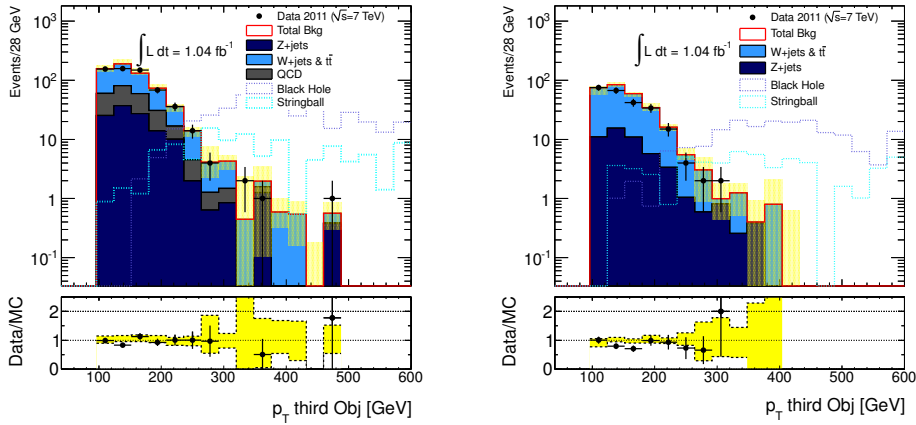 Events/28 GeV
10³
10²
10
1
10⁻¹
∫ L dt = 1.04 fb⁻¹
Data 2011 (√s=7 TeV)
Total Bkg
Z+jets
W+jets & tt̄
QCD
Black Hole
Stringball
Data/MC
2
1
0
100 200 300 400 500 600
p_T third Obj [GeV]
Events/28 GeV
10³
10²
10
1
10⁻¹
∫ L dt = 1.04 fb⁻¹
Data 2011 (√s=7 TeV)
Total Bkg
W+jets & tt̄
Z+jets
Black Hole
Stringball
Data/MC
2
1
0
100 200 300 400 500 600
p_T third Obj [GeV]